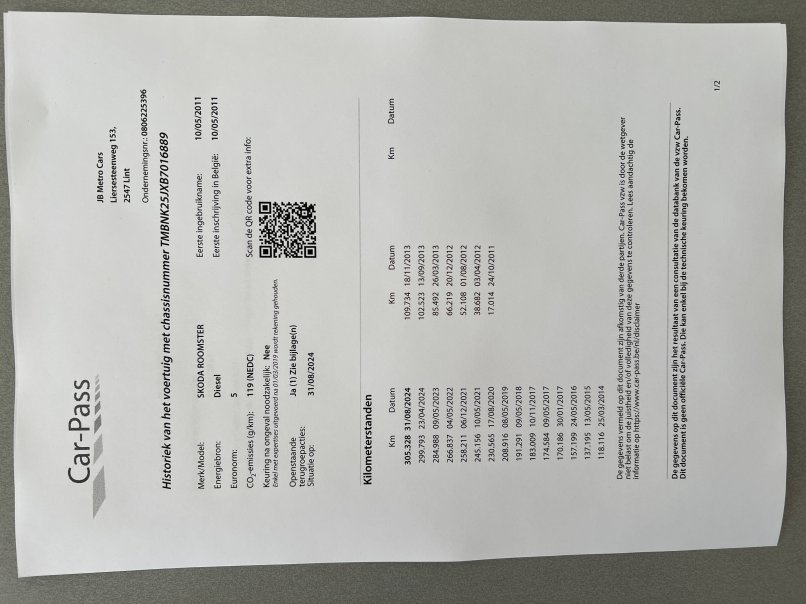 Car-Pass
JB Metro Cars
Liersesteenweg 153,
2547 Lint
Ondernemingsnr.: 0806225396
Historiek van het voertuig met chassisnummer TMBNK25JXB7016889
Merk/Model: SKODA ROOMSTER
Eerste ingebruikname: 10/05/2011
Energiebron: Diesel
Eerste inschrijving in België: 10/05/2011
Euronorm: 5
CO₂-emissies (g/km): 119 (NEDC)
Scan de QR code voor extra info:
Keuring na ongeval noodzakelijk: Nee
Enkel met expertises uitgevoerd na 01/03/2019 wordt rekening gehouden.
Openstaande
terugroepacties: Ja (1) Zie bijlage(n)
Situatie op: 31/08/2024
Kilometerstanden
Km Datum Km Datum Km Datum
305.328 31/08/2024 109.734 18/11/2013
299.793 23/04/2024 102.523 13/09/2013
284.988 09/05/2023 85.492 26/03/2013
266.837 04/05/2022 66.219 20/12/2012
258.211 06/12/2021 52.108 01/08/2012
245.156 10/05/2021 38.682 03/04/2012
230.565 17/08/2020 17.014 24/10/2011
208.916 08/05/2019
191.291 09/05/2018
183.009 10/11/2017
174.584 09/05/2017
170.186 30/01/2017
157.199 24/05/2016
137.195 13/05/2015
118.116 25/03/2014
De gegevens vermeld op dit document zijn afkomstig van derde partijen. Car-Pass vzw is door de wetgever
niet belast om de juistheid en/of volledigheid van deze gegevens te controleren. Lees aandachtig de
informatie op https://www.car-pass.be/nl/disclaimer
De gegevens op dit document zijn het resultaat van een consultatie van de databank van de vzw Car-Pass.
Dit document is geen officiële Car-Pass. Die kan enkel bij de technische keuring bekomen worden.
1/2